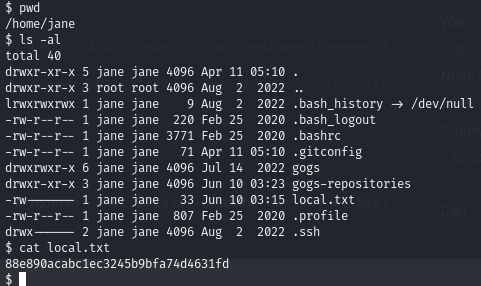 $ pwd
/home/jane
$ ls -al
total 40
drwxr-xr-x 5 jane jane 4096 Apr 11 05:10 .
drwxr-xr-x 3 root root 4096 Aug  2  2022 ..
lrwxrwxrwx 1 jane jane    9 Aug  2  2022 .bash_history → /dev/null
-rw-r--r-- 1 jane jane  220 Feb 25  2020 .bash_logout
-rw-r--r-- 1 jane jane 3771 Feb 25  2020 .bashrc
-rw-r--r-- 1 jane jane   71 Apr 11 05:10 .gitconfig
drwxrwxr-x 6 jane jane 4096 Jul 14  2022 gogs
drwxr-xr-x 3 jane jane 4096 Jun 10 03:23 gogs-repositories
-rw------- 1 jane jane   33 Jun 10 03:15 local.txt
-rw-r--r-- 1 jane jane  807 Feb 25  2020 .profile
drwx------ 2 jane jane 4096 Aug  2  2022 .ssh
$ cat local.txt
88e890acabc1ec3245b9bfa74d4631fd
$
War
Lua
Node
Groov
C
Dart